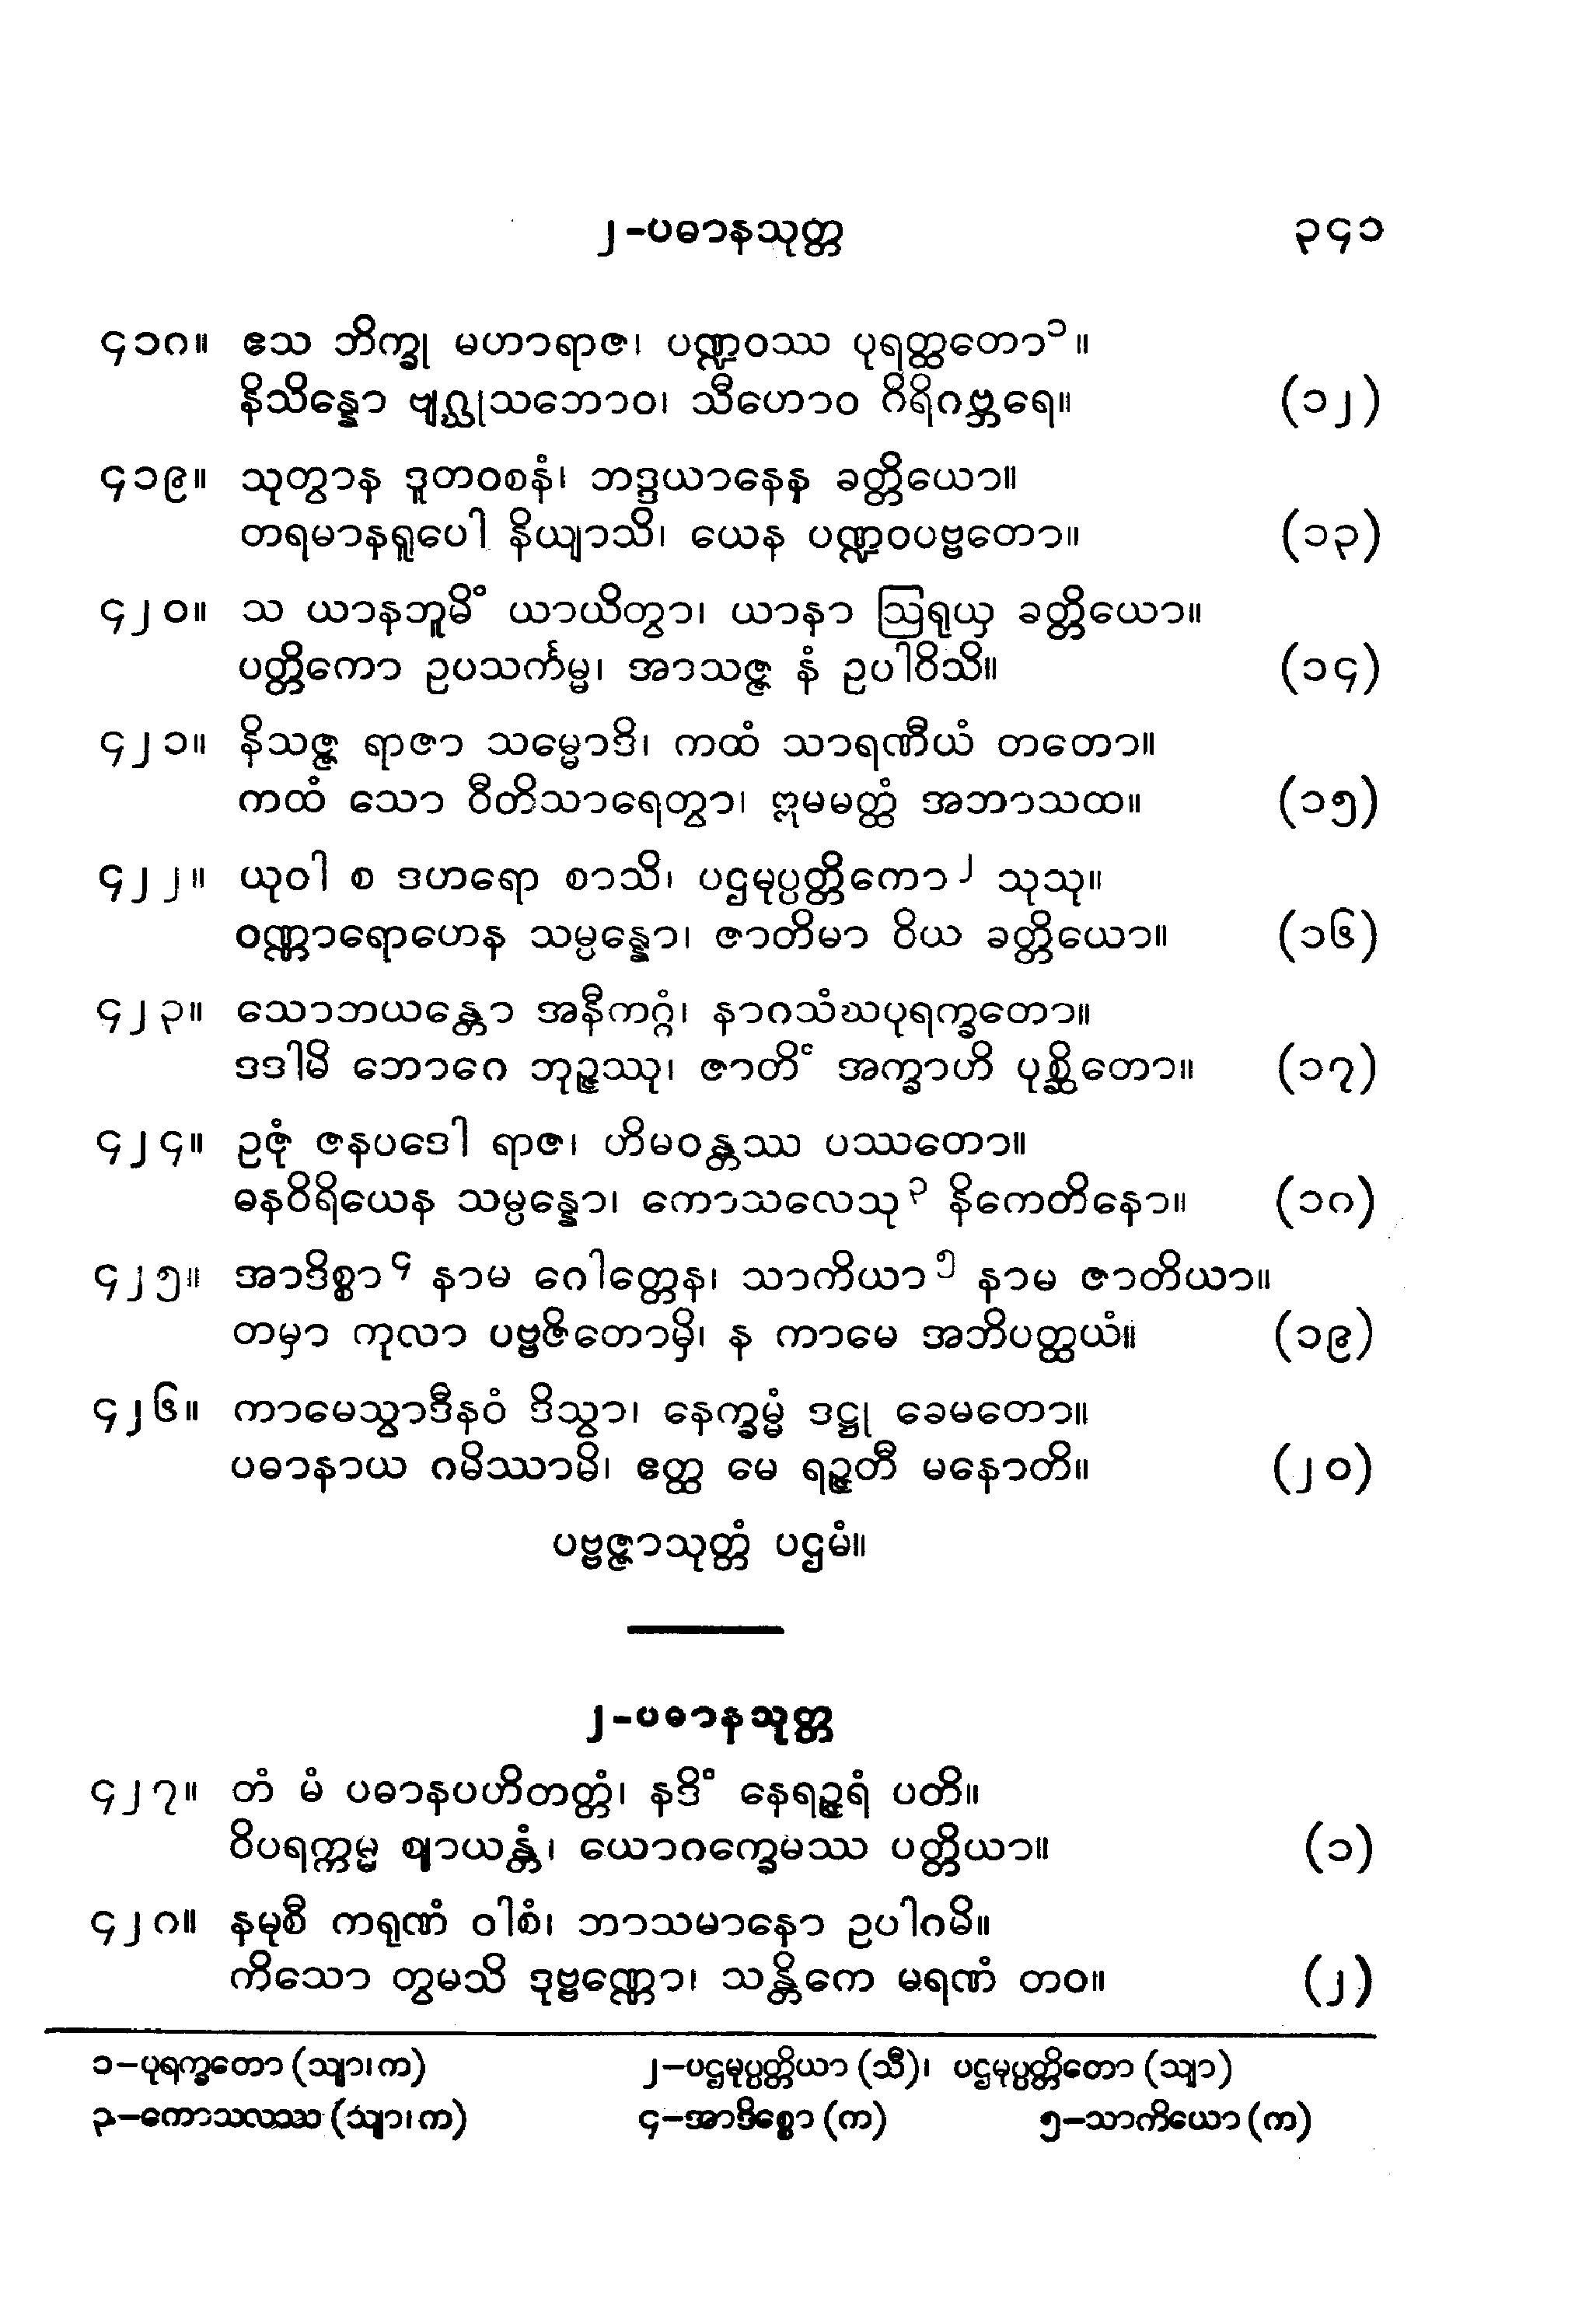 ၂-ပဓာနသုတ္တ ၃၄၁
၄၁၈။ ဧသ ဘိက္ခု မဟာရာဇ၊ ပဏ္ဍဝဿ ပုရတ္ထတော၁။
နိသိန္နော ဗျဂ္ဃုသဘောဝ၊ သီဟောဝ ဂိရိဂဗ္ဘရေ။ (၁၂)
၄၁၉။ သုတွာန ဒူတဝစနံ၊ ဘဒ္ဒယာနေန ခတ္တိယော။
တရမာနရူပေါ နိယျာသိ၊ ယေန ပဏ္ဍဝပဗ္ဗတော။ (၁၃)
၄၂၀။ သ ယာနဘူမိံ ယာယိတွာ၊ ယာနာ ဩရုယှ ခတ္တိယော။
ပတ္တိကော ဥပသင်္ကမ္မ၊ အာသဇ္ဇ နံ ဥပါဝိသိ။ (၁၄)
၄၂၁။ နိသဇ္ဇ ရာဇာ သမ္မောဒိ၊ ကထံ သာရဏီယံ တတော။
ကထံ သော ဝီတိသာရေတွာ၊ ဣမမတ္ထံ အဘာသထ။ (၁၅)
၄၂၂။ ယုဝါ စ ဒဟရော စာသိ၊ ပဌမုပ္ပတ္တိကော၂ သုသု။
ဝဏ္ဏာရောဟေန သမ္ပန္နော၊ ဇာတိမာ ဝိယ ခတ္တိယော။ (၁၆)
၄၂၃။ သောဘယန္တော အနီကဂ္ဂံ၊ နာဂသံဃပုရက္ခတော။
ဒဒါမိ ဘောဂေ ဘုဉ္ဇဿု၊ ဇာတိံ အက္ခာဟိ ပုစ္ဆိတော။ (၁၇)
၄၂၄။ ဥဇုံ ဇနပဒေါ ရာဇ၊ ဟိမဝန္တဿ ပဿတော။
ဓနဝိရိယေန သမ္ပန္နော၊ ကောသလေသု၃ နိကေတိနော။ (၁၈)
၄၂၅။ အာဒိစ္စာ၄ နာမ ဂေါတ္တေန၊ သာကိယာ၅ နာမ ဇာတိယာ။
တမှာ ကုလာ ပဗ္ဗဇိတောမှိ၊ န ကာမေ အဘိပတ္ထယံ။ (၁၉)
၄၂၆။ ကာမေသွာဒီနဝံ ဒိသွာ၊ နေက္ခမ္မံ ဒဋ္ဌု ခေမတော။
ပဓာနာယ ဂမိဿာမိ၊ ဧတ္ထ မေ ရဉ္ဇတီ မနောတိ။ (၂၀)
ပဗ္ဗဇ္ဇာသုတ္တံ ပဌမံ။
၂-ပဓာနသုတ္တ
၄၂၇။ တံ မံ ပဓာနပဟိတတ္တံ၊ နဒိံ နေရဉ္ဇရံ ပတိ။
ဝိပရက္ကမ္မ ဈာယန္တံ၊ ယောဂက္ခေမဿ ပတ္တိယာ။ (၁)
၄၂၈။ နမုစီ ကရုဏံ ဝါစံ၊ ဘာသမာနော ဥပါဂမိ။
ကိသော တွမသိ ဒုဗ္ဗဏ္ဏော၊ သန္တိကေ မရဏံ တဝ။ (၂)
၁-ပုရက္ခတော (သျာ၊က) ၂-ပဌမုပ္ပတ္တိယာ (သီ)၊ ပဌမုပ္ပတ္တိတော (သျာ)
၃-ကောသလဿ (သျာ၊က) ၄-အာဒိစ္စော (က) ၅-သာကိယော (က)